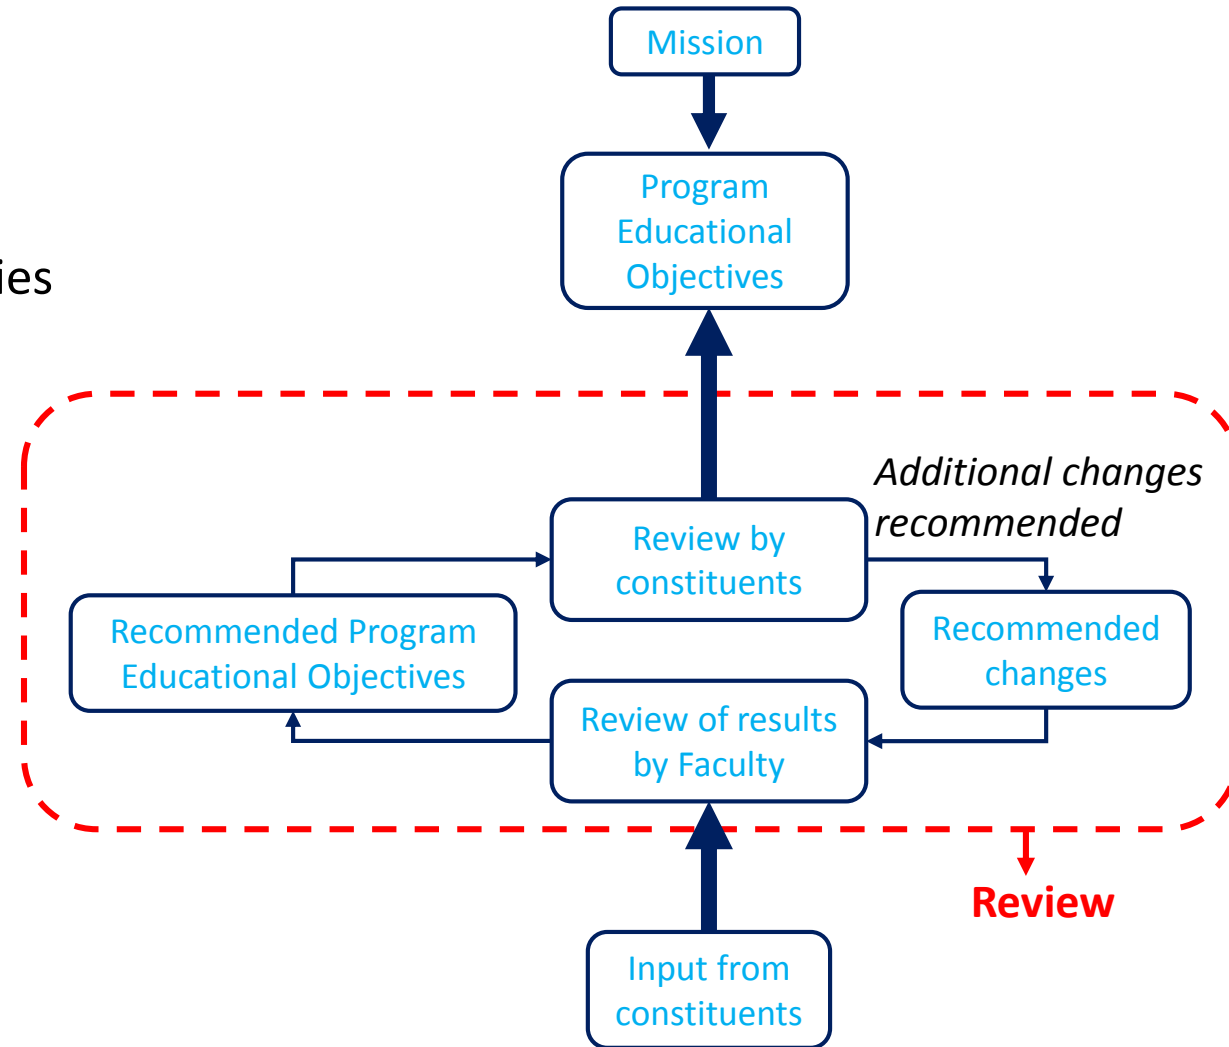 Mission
Program
Educational
Objectives
ies
Additional changes
recommended
Review by
constituents
Recommended Program
Educational Objectives
Recommended
changes
Review of results
by Faculty
Review
Input from
constituents